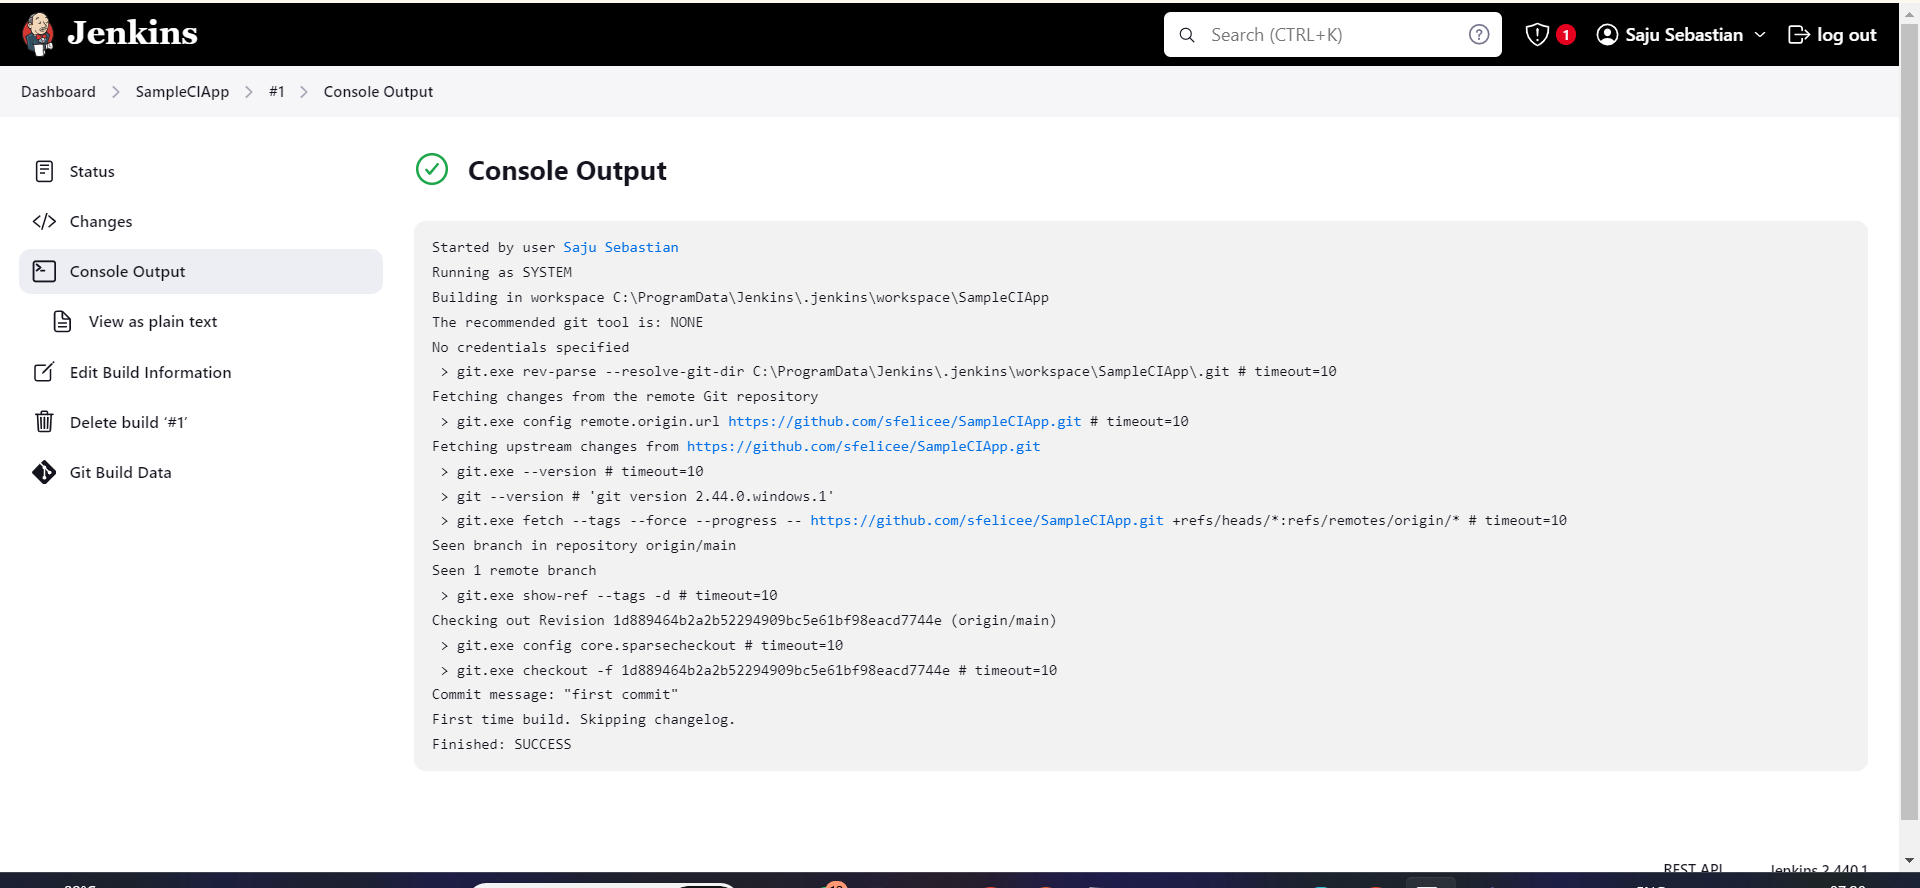 Jenkins
Search (CTRL+K)
1
Saju Sebastian
log out
Dashboard > SampleCIApp > #1 > Console Output
Status
Changes
Console Output
View as plain text
Edit Build Information
Delete build ‘#1’
Git Build Data
Console Output
Started by user Saju Sebastian
Running as SYSTEM
Building in workspace C:\ProgramData\Jenkins\.jenkins\workspace\SampleCIApp
The recommended git tool is: NONE
No credentials specified
> git.exe rev-parse --resolve-git-dir C:\ProgramData\Jenkins\.jenkins\workspace\SampleCIApp\.git # timeout=10
Fetching changes from the remote Git repository
> git.exe config remote.origin.url https://github.com/sfelicee/SampleCIApp.git # timeout=10
Fetching upstream changes from https://github.com/sfelicee/SampleCIApp.git
> git.exe --version # timeout=10
> git --version # 'git version 2.44.0.windows.1'
> git.exe fetch --tags --force --progress -- https://github.com/sfelicee/SampleCIApp.git +refs/heads/*:refs/remotes/origin/* # timeout=10
Seen branch in repository origin/main
Seen 1 remote branch
> git.exe show-ref --tags -d # timeout=10
Checking out Revision 1d889464b2a2b52294909bc5e61bf98eacd7744e (origin/main)
> git.exe config core.sparsecheckout # timeout=10
> git.exe checkout -f 1d889464b2a2b52294909bc5e61bf98eacd7744e # timeout=10
Commit message: "first commit"
First time build. Skipping changelog.
Finished: SUCCESS
REST API
Jenkins 2.440.1